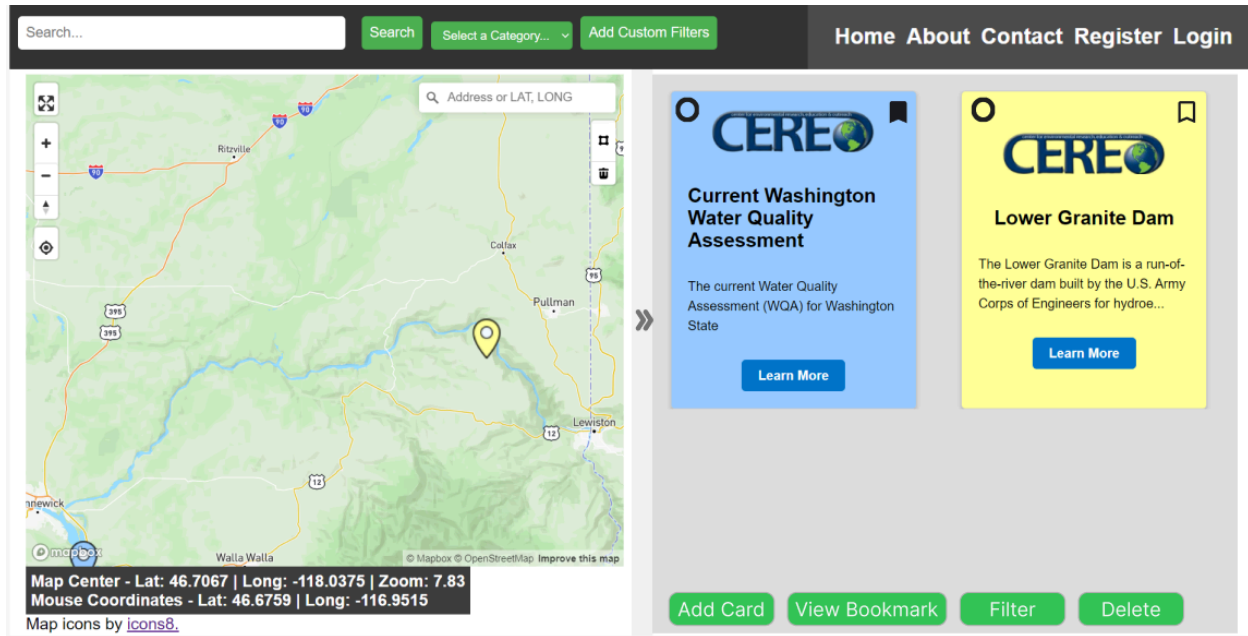 Search...
Search
Select a Category...
Add Custom Filters
Home About Contact Register Login
Address or LAT, LONG
+
−
90
90
90
Ritzville
Colfax
95
Pullman
395
395
Lewiston
12
12
nnewick
Walla Walla
mapbox
© Mapbox © OpenStreetMap Improve this map
Map Center - Lat: 46.7067 | Long: -118.0375 | Zoom: 7.83
Mouse Coordinates - Lat: 46.6759 | Long: -116.9515
Map icons by icons8.
»
CEREO
Current Washington
Water Quality
Assessment
The current Water Quality
Assessment (WQA) for Washington
State
Learn More
CEREO
Lower Granite Dam
The Lower Granite Dam is a run-of-
the-river dam built by the U.S. Army
Corps of Engineers for hydroe...
Learn More
Add Card
View Bookmark
Filter
Delete